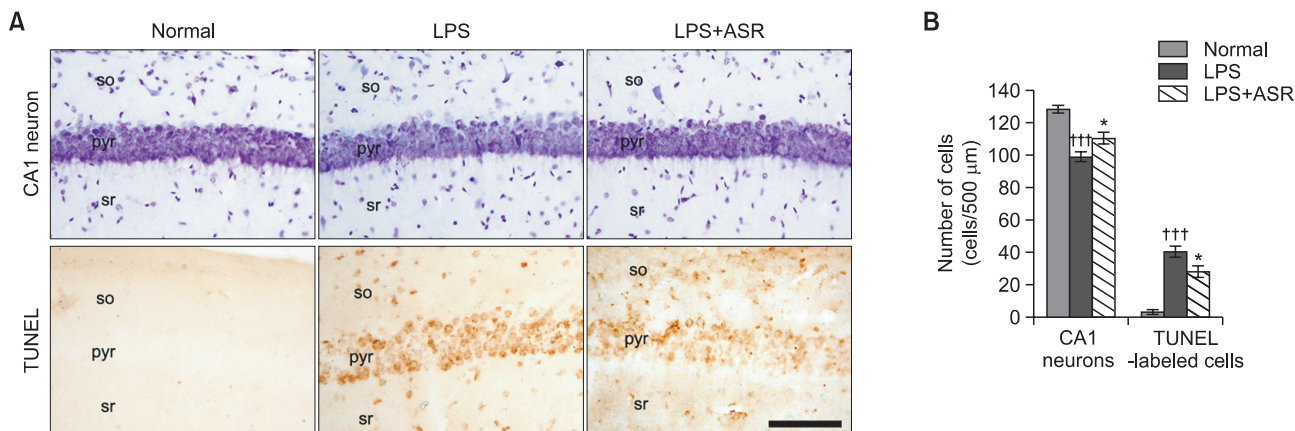 A
Normal
LPS
LPS+ASR
CA1 neuron
so
pyr
sr
so
pyr
sr
so
pyr
sr
TUNEL
so
pyr
sr
so
pyr
sr
so
pyr
sr
B
Normal
LPS
LPS+ASR
Number of cells
(cells/500 μm)
140
120
100
80
60
40
20
0
†††
*
†††
*
CA1
neurons
TUNEL
-labeled cells